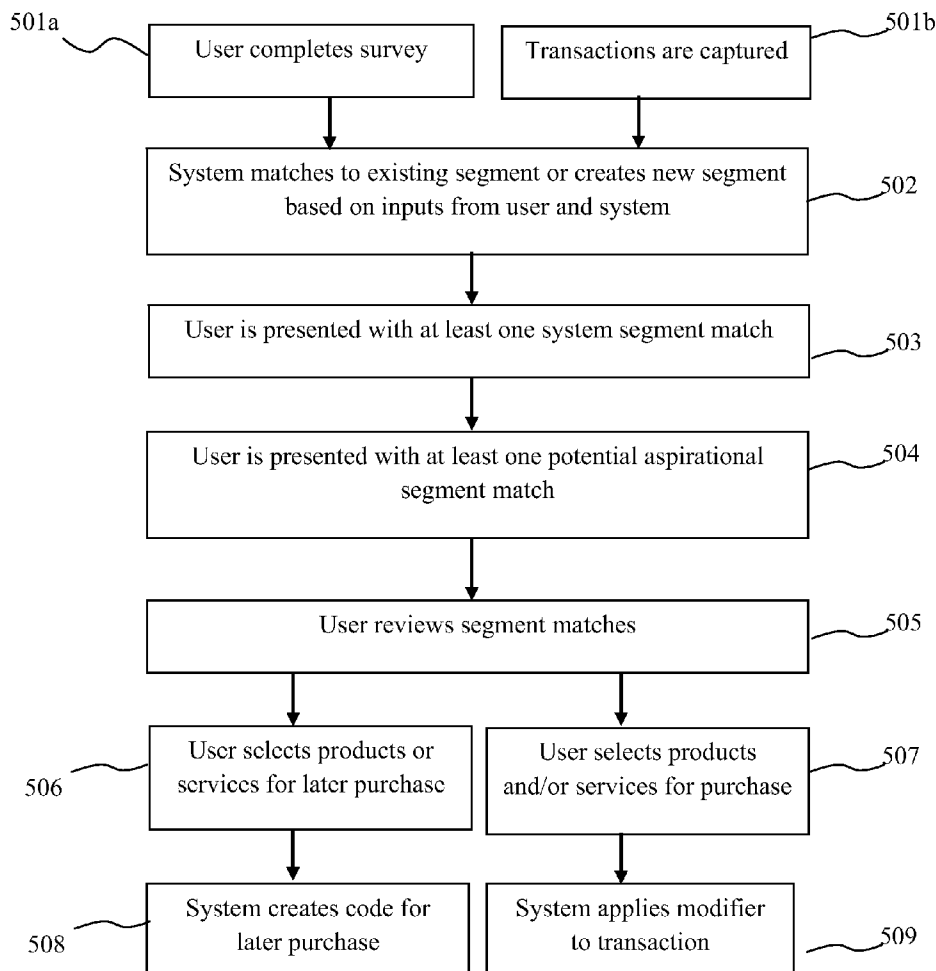 501a
User completes survey
Transactions are captured
501b
System matches to existing segment or creates new segment
based on inputs from user and system
502
User is presented with at least one system segment match
503
User is presented with at least one potential aspirational
segment match
504
User reviews segment matches
505
506
User selects products or
services for later purchase
User selects products
and/or services for purchase
507
508
System creates code for
later purchase
System applies modifier
to transaction
509